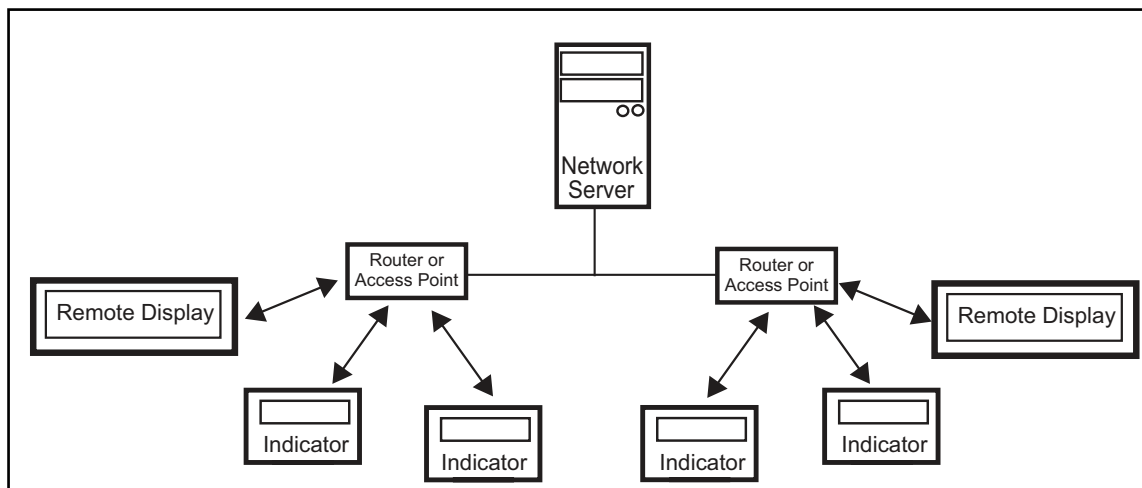 Network
Server
Router or
Access Point
Router or
Access Point
Remote Display
Remote Display
Indicator
Indicator
Indicator
Indicator